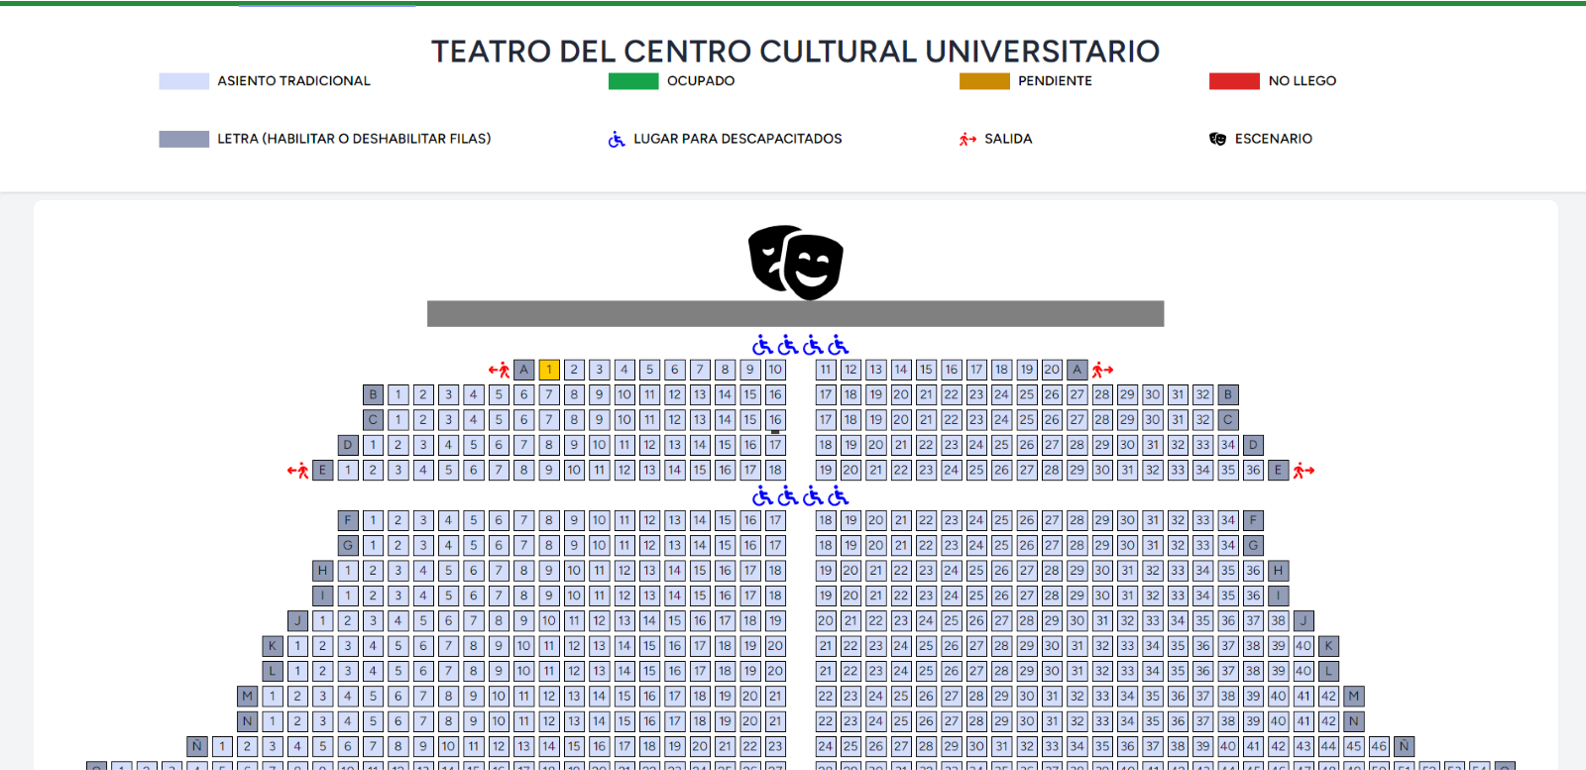 TEATRO DEL CENTRO CULTURAL UNIVERSITARIO
ASIENTO TRADICIONAL OCUPADO PENDIENTE NO LLEGO
LETRA (HABILITAR O DESHABILITAR FILAS) LUGAR PARA DESCAPACITADOS SALIDA ESCENARIO
A 1 2 3 4 5 6 7 8 9 10 11 12 13 14 15 16 17 18 19 20 A
B 1 2 3 4 5 6 7 8 9 10 11 12 13 14 15 16 17 18 19 20 21 22 23 24 25 26 27 28 29 30 31 32 B
C 1 2 3 4 5 6 7 8 9 10 11 12 13 14 15 16 17 18 19 20 21 22 23 24 25 26 27 28 29 30 31 32 C
D 1 2 3 4 5 6 7 8 9 10 11 12 13 14 15 16 17 18 19 20 21 22 23 24 25 26 27 28 29 30 31 32 33 34 D
E 1 2 3 4 5 6 7 8 9 10 11 12 13 14 15 16 17 18 19 20 21 22 23 24 25 26 27 28 29 30 31 32 33 34 35 36 E
F 1 2 3 4 5 6 7 8 9 10 11 12 13 14 15 16 17 18 19 20 21 22 23 24 25 26 27 28 29 30 31 32 33 34 F
G 1 2 3 4 5 6 7 8 9 10 11 12 13 14 15 16 17 18 19 20 21 22 23 24 25 26 27 28 29 30 31 32 33 34 G
H 1 2 3 4 5 6 7 8 9 10 11 12 13 14 15 16 17 18 19 20 21 22 23 24 25 26 27 28 29 30 31 32 33 34 35 36 H
I 1 2 3 4 5 6 7 8 9 10 11 12 13 14 15 16 17 18 19 20 21 22 23 24 25 26 27 28 29 30 31 32 33 34 35 36 I
J 1 2 3 4 5 6 7 8 9 10 11 12 13 14 15 16 17 18 19 20 21 22 23 24 25 26 27 28 29 30 31 32 33 34 35 36 37 38 J
K 1 2 3 4 5 6 7 8 9 10 11 12 13 14 15 16 17 18 19 20 21 22 23 24 25 26 27 28 29 30 31 32 33 34 35 36 37 38 39 40 K
L 1 2 3 4 5 6 7 8 9 10 11 12 13 14 15 16 17 18 19 20 21 22 23 24 25 26 27 28 29 30 31 32 33 34 35 36 37 38 39 40 L
M 1 2 3 4 5 6 7 8 9 10 11 12 13 14 15 16 17 18 19 20 21 22 23 24 25 26 27 28 29 30 31 32 33 34 35 36 37 38 39 40 41 42 M
N 1 2 3 4 5 6 7 8 9 10 11 12 13 14 15 16 17 18 19 20 21 22 23 24 25 26 27 28 29 30 31 32 33 34 35 36 37 38 39 40 41 42 N
Ñ 1 2 3 4 5 6 7 8 9 10 11 12 13 14 15 16 17 18 19 20 21 22 23 24 25 26 27 28 29 30 31 32 33 34 35 36 37 38 39 40 41 42 43 44 45 46 Ñ